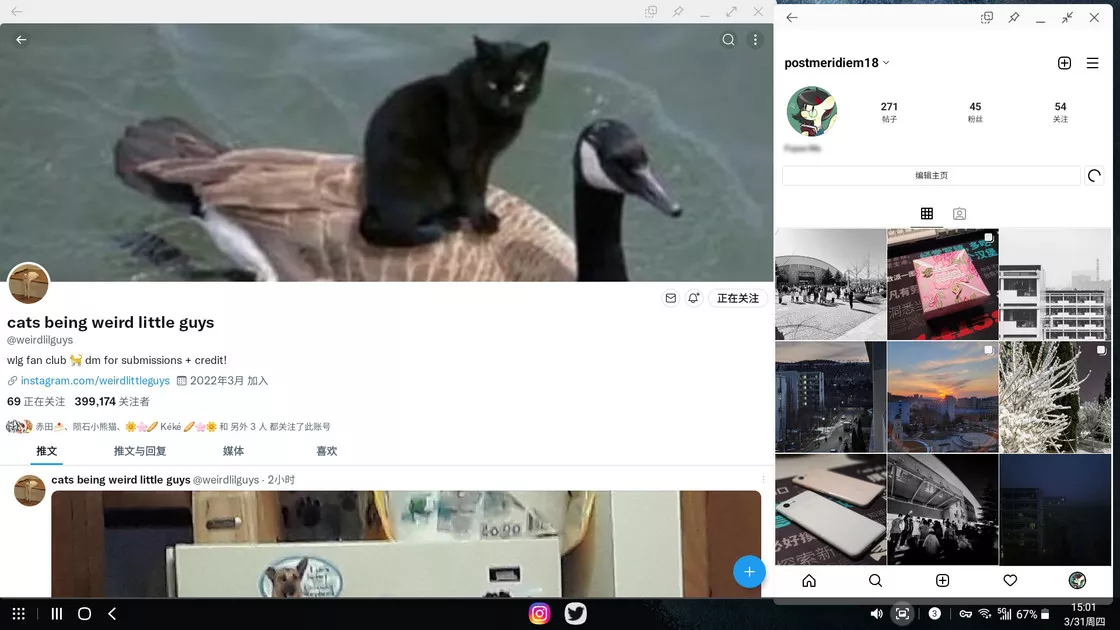 cats being weird little guys
@weirdlilguys
wlg fan club 🐈 dm for submissions + credit!
instagram.com/weirdlittleguys 2022年3月 加入
69 正在关注 399,174 关注者
赤田🍰、陨石小熊猫、🌼🌸🥖 Kéké 🥖🌸🌼 和 另外 3 人 都关注了此账号
正在关注
推文 推文与回复 媒体 喜欢
cats being weird little guys @weirdlilguys · 2小时
postmeridiem18
271 45 54
帖子 粉丝 关注
编辑主页
3
5G
67%
15:01
3/31周四